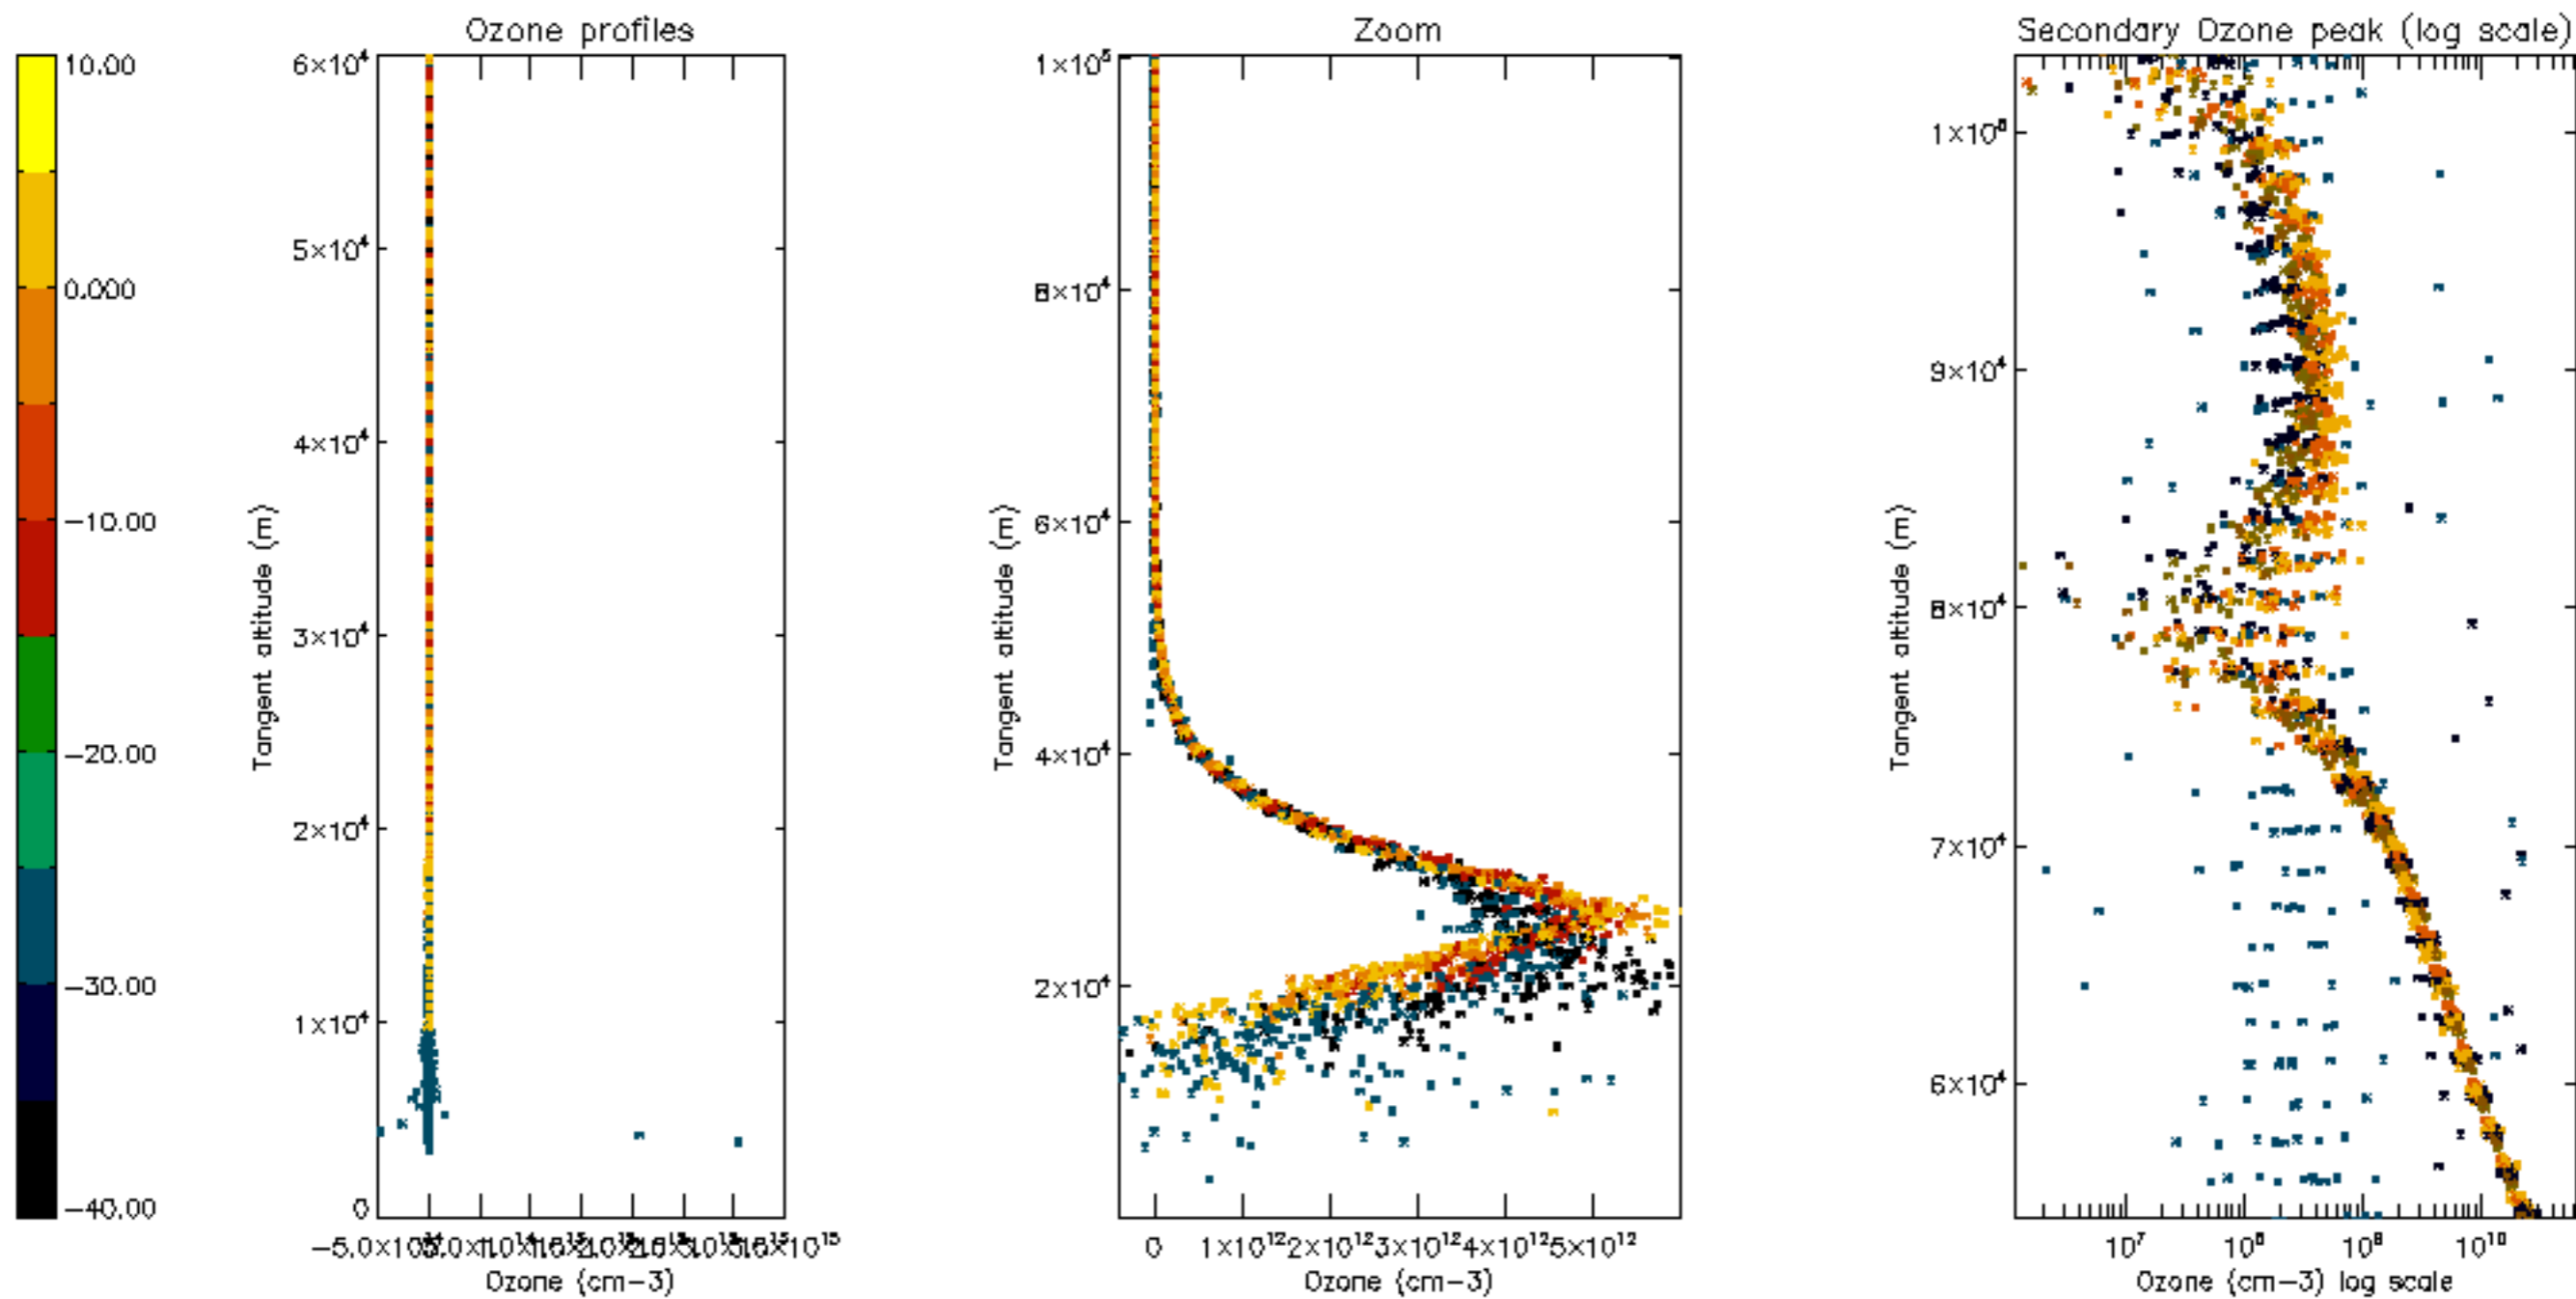 Ozone profiles
Zoom
Secondary Ozone peak (log scale)
10.00
0.000
−10.00
−20.00
−30.00
−40.00
6×10⁴
5×10⁴
4×10⁴
3×10⁴
2×10⁴
1×10⁴
0
Tangent altitude (m)
Ozone (cm−3)
1×10⁵
8×10⁴
6×10⁴
4×10⁴
2×10⁴
Tangent altitude (m)
0 1×10¹² 2×10¹² 3×10¹² 4×10¹² 5×10¹²
Ozone (cm−3)
9×10⁴
8×10⁴
7×10⁴
6×10⁴
Tangent altitude (m)
10⁷ 10⁸ 10⁹ 10¹⁰
Ozone (cm−3) log scale